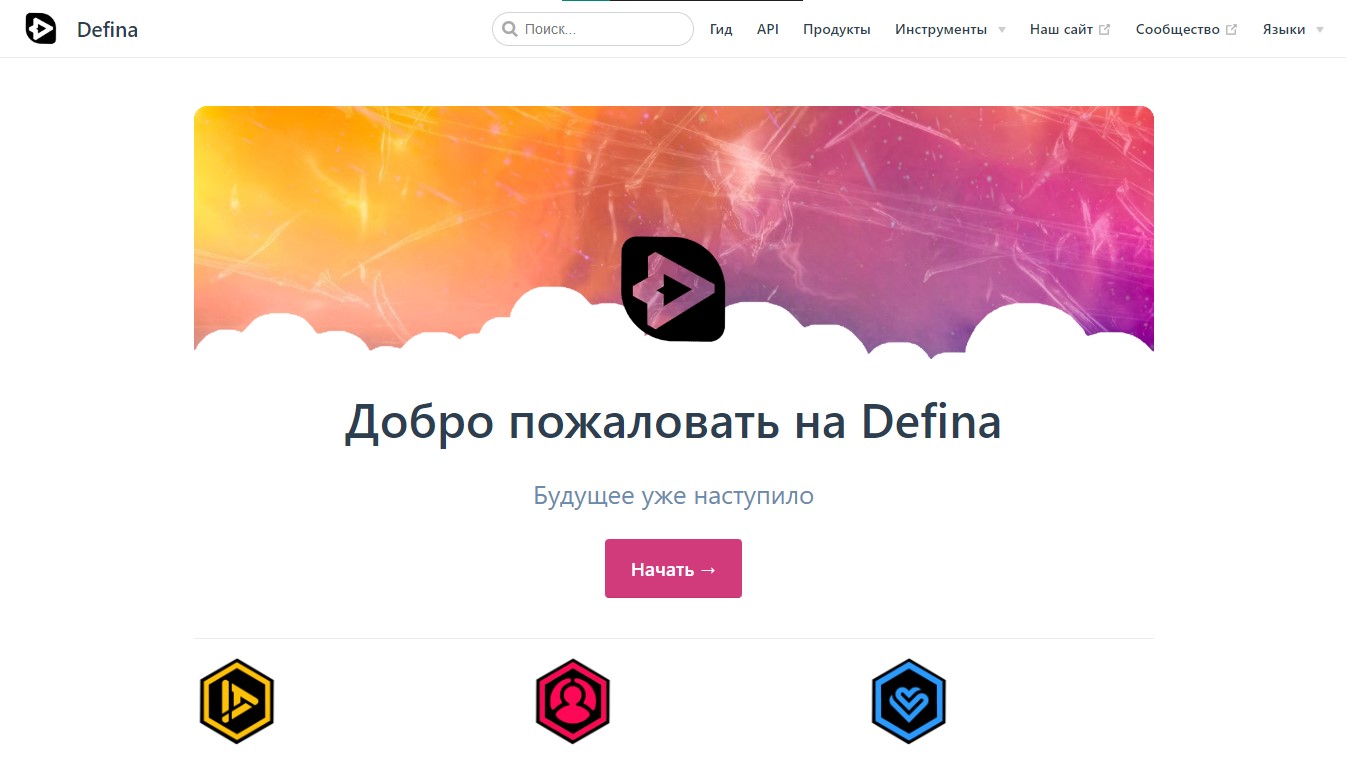 Defina
Поиск...
Гид
API
Продукты
Инструменты
Наш сайт
Сообщество
Языки
Добро пожаловать на Defina
Будущее уже наступило
Начать →